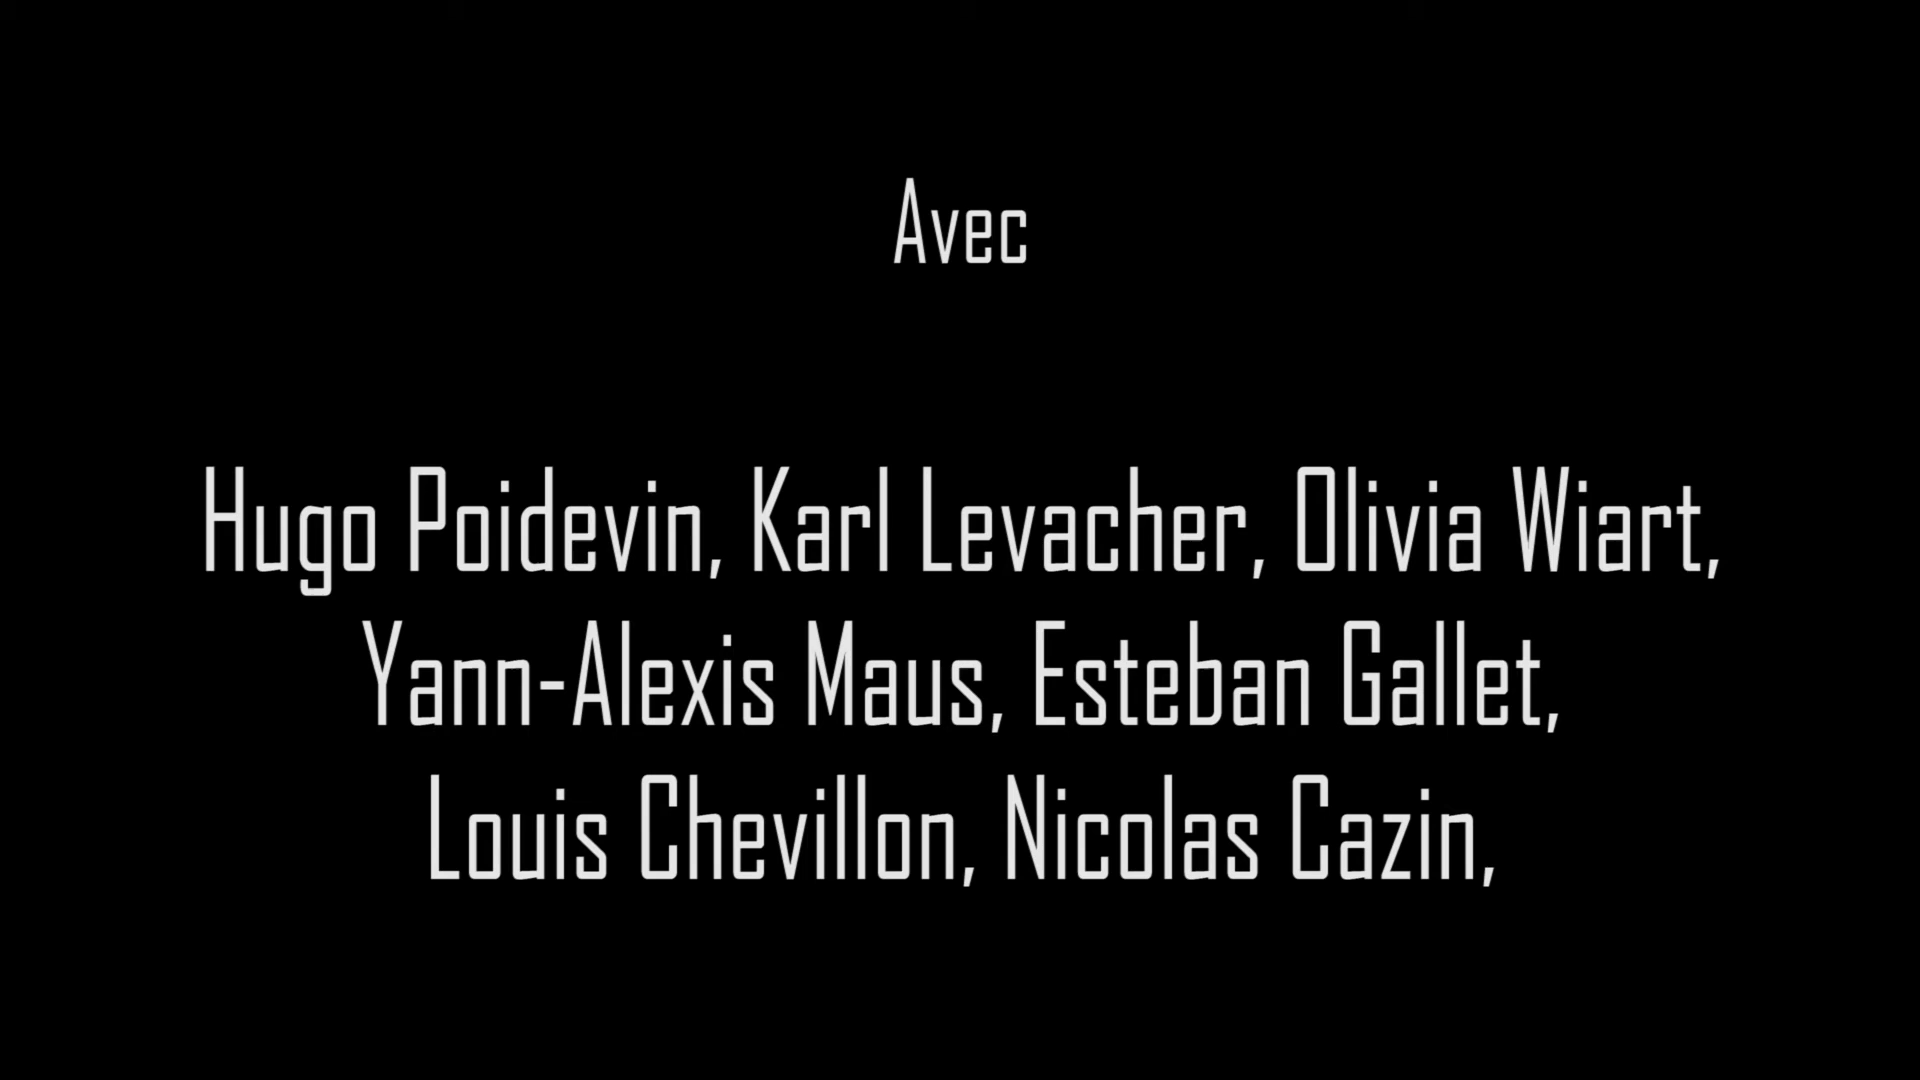 Avec
Hugo Poidevin, Karl Levacher, Olivia Wiart,
Yann-Alexis Maus, Esteban Gallet,
Louis Chevillon, Nicolas Cazin,